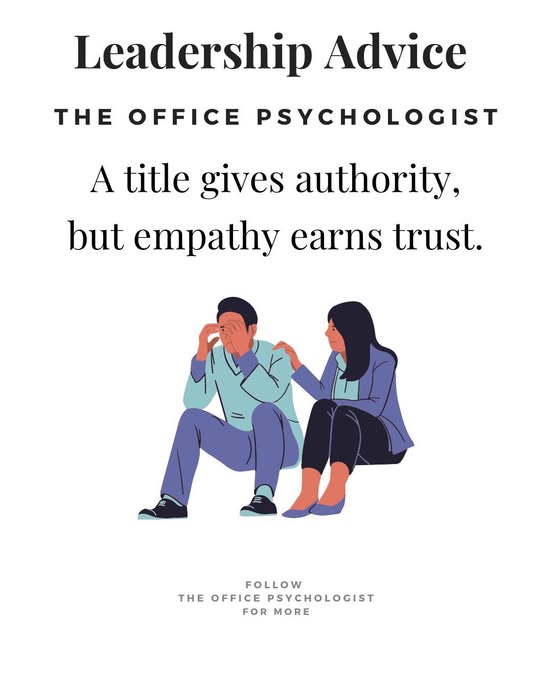 Leadership Advice
THE OFFICE PSYCHOLOGIST
A title gives authority,
but empathy earns trust.
FOLLOW
THE OFFICE PSYCHOLOGIST
FOR MORE